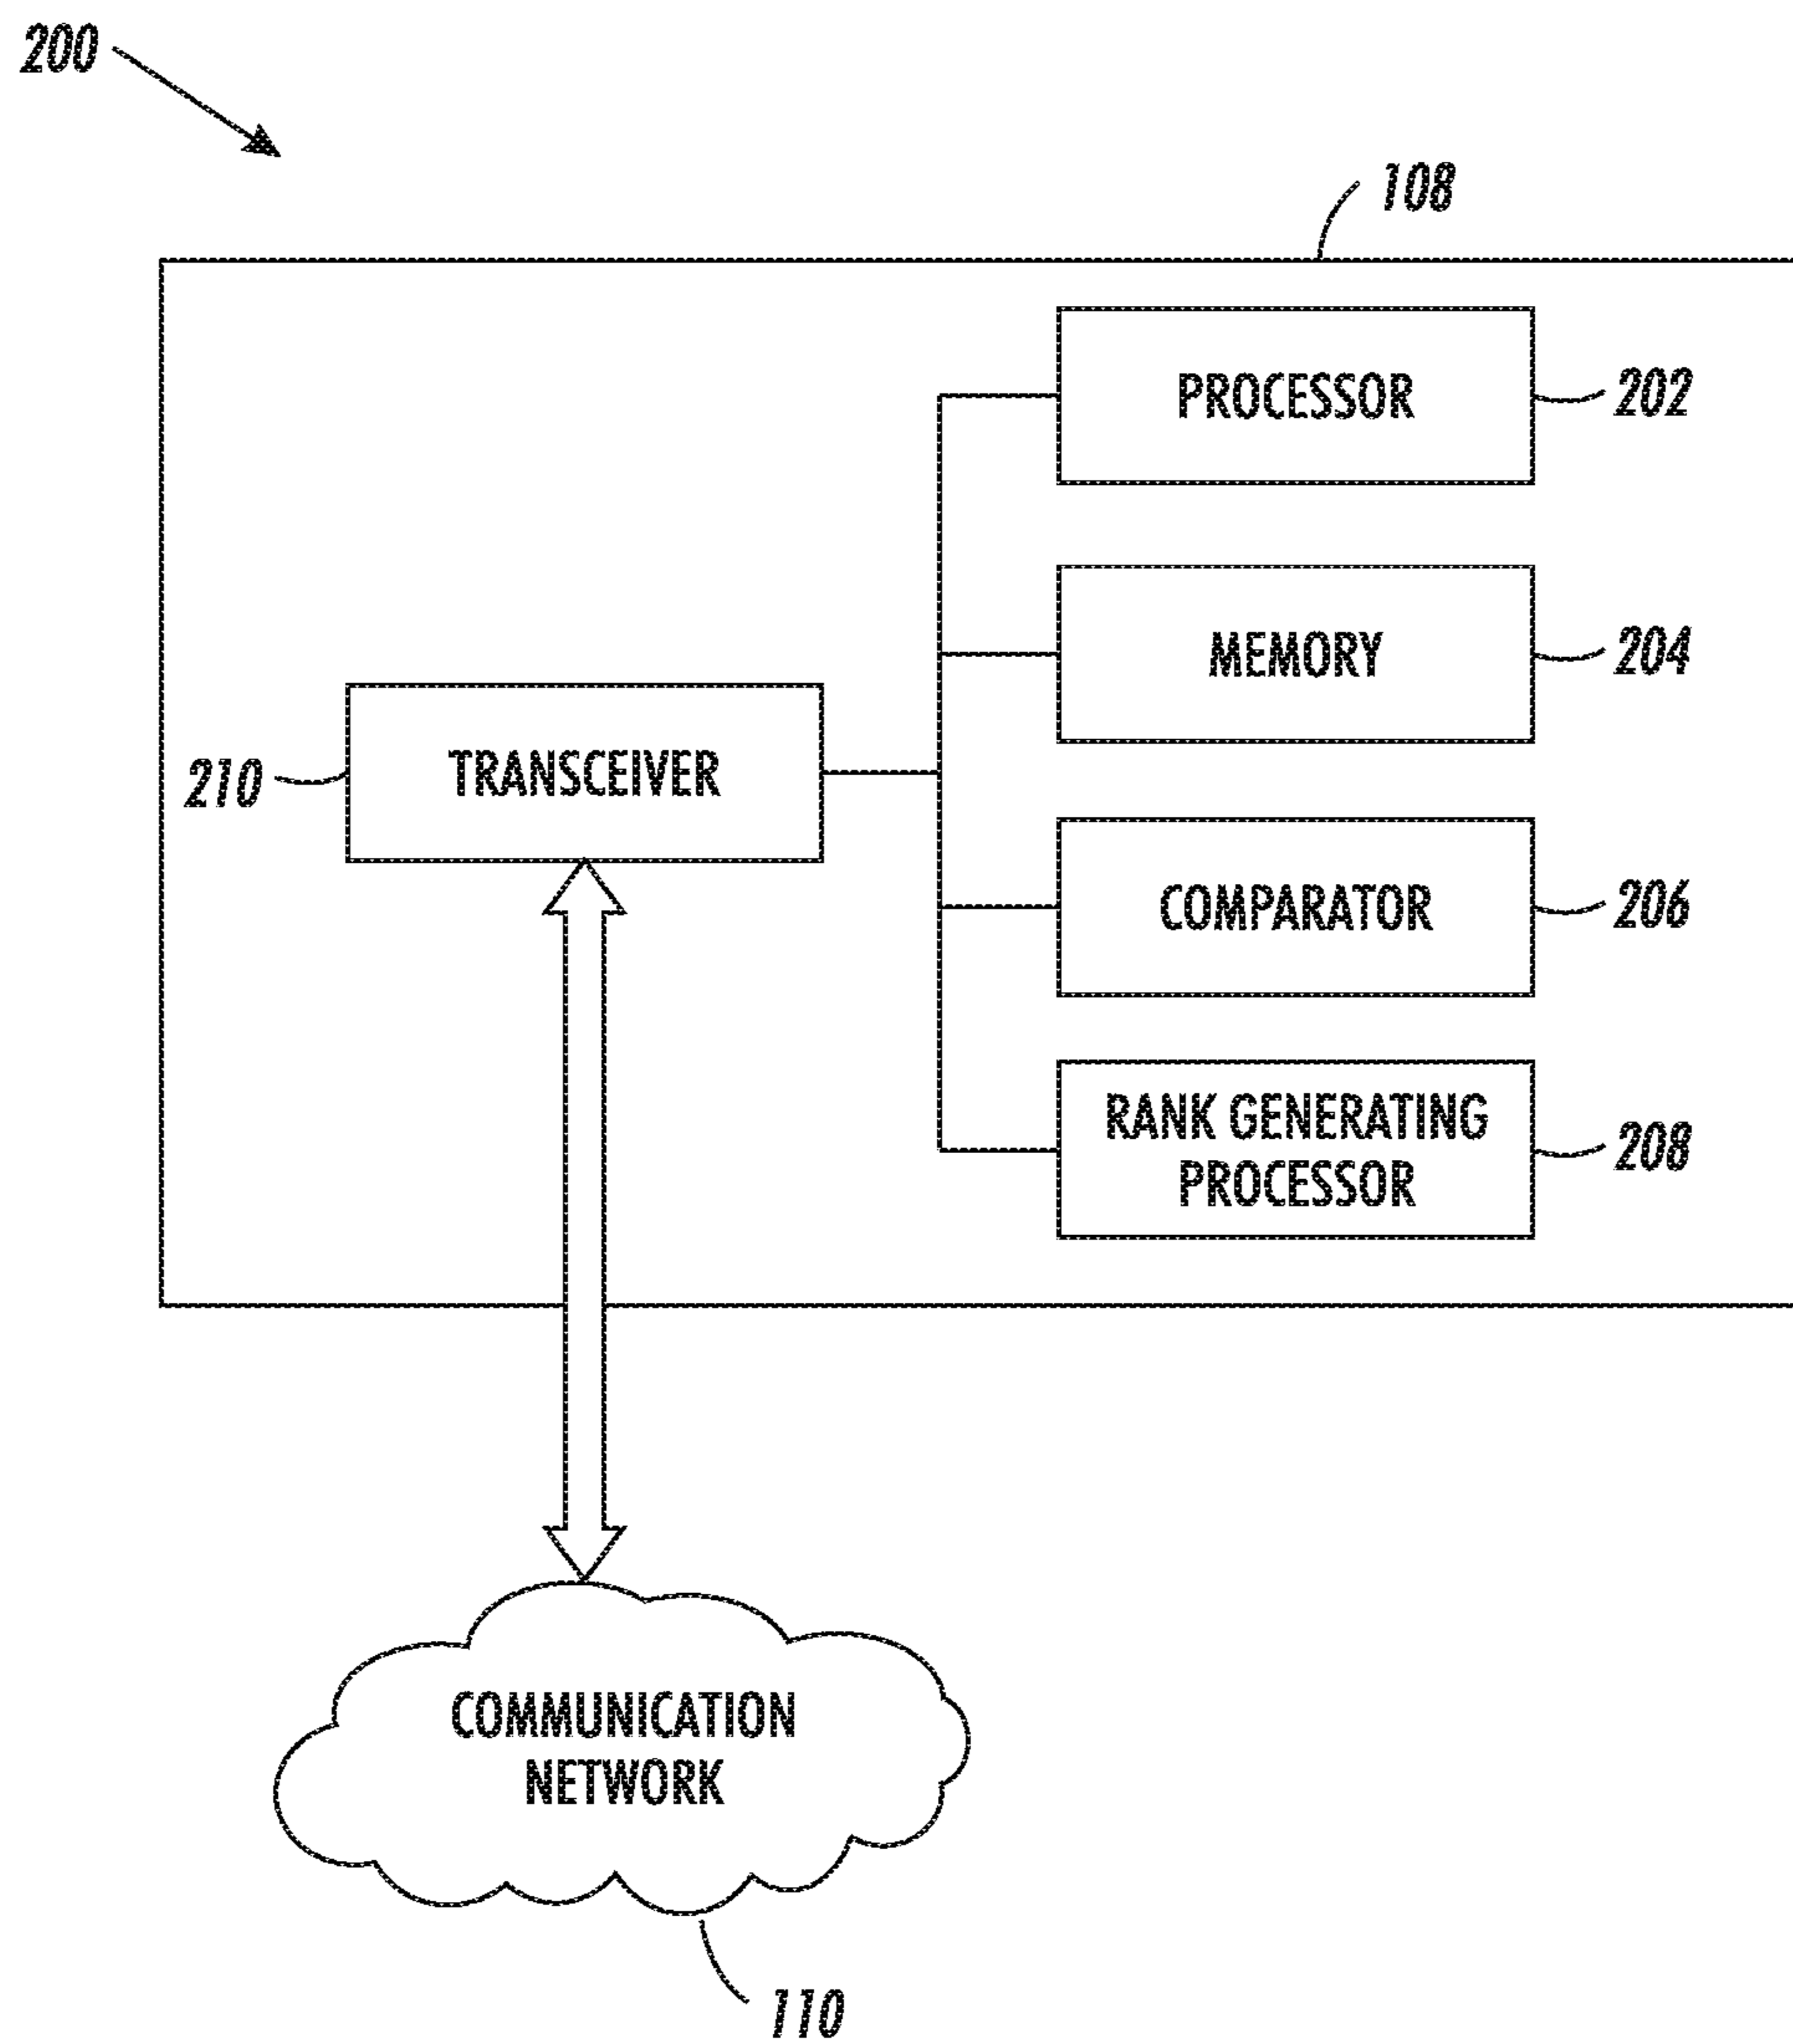 200
108
PROCESSOR
202
MEMORY
204
TRANSCEIVER
210
COMPARATOR
206
RANK GENERATING
PROCESSOR
208
COMMUNICATION
NETWORK
110